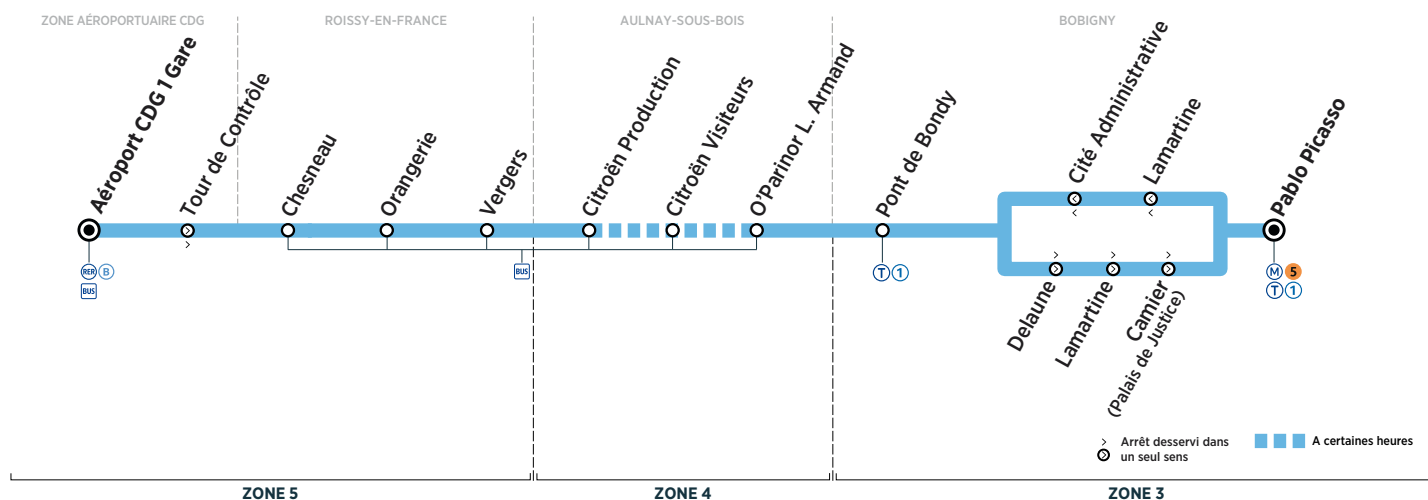 ZONE AÉROPORTUAIRE CDG
ROISSY-EN-FRANCE
AULNAY-SOUS-BOIS
BOBIGNY
Aéroport CDG 1 Gare
Tour de Contrôle
Chesneau
Orangerie
Vergers
Citroën Production
Citroën Visiteurs
O'Parinor L. Armand
Pont de Bondy
Cité Administrative
Lamartine
Pablo Picasso
RER B
BUS
BUS
T 1
M 5
T 1
Delaune
Lamartine
Camier
(Palais de Justice)
Arrêt desservi dans
un seul sens
A certaines heures
ZONE 5
ZONE 4
ZONE 3